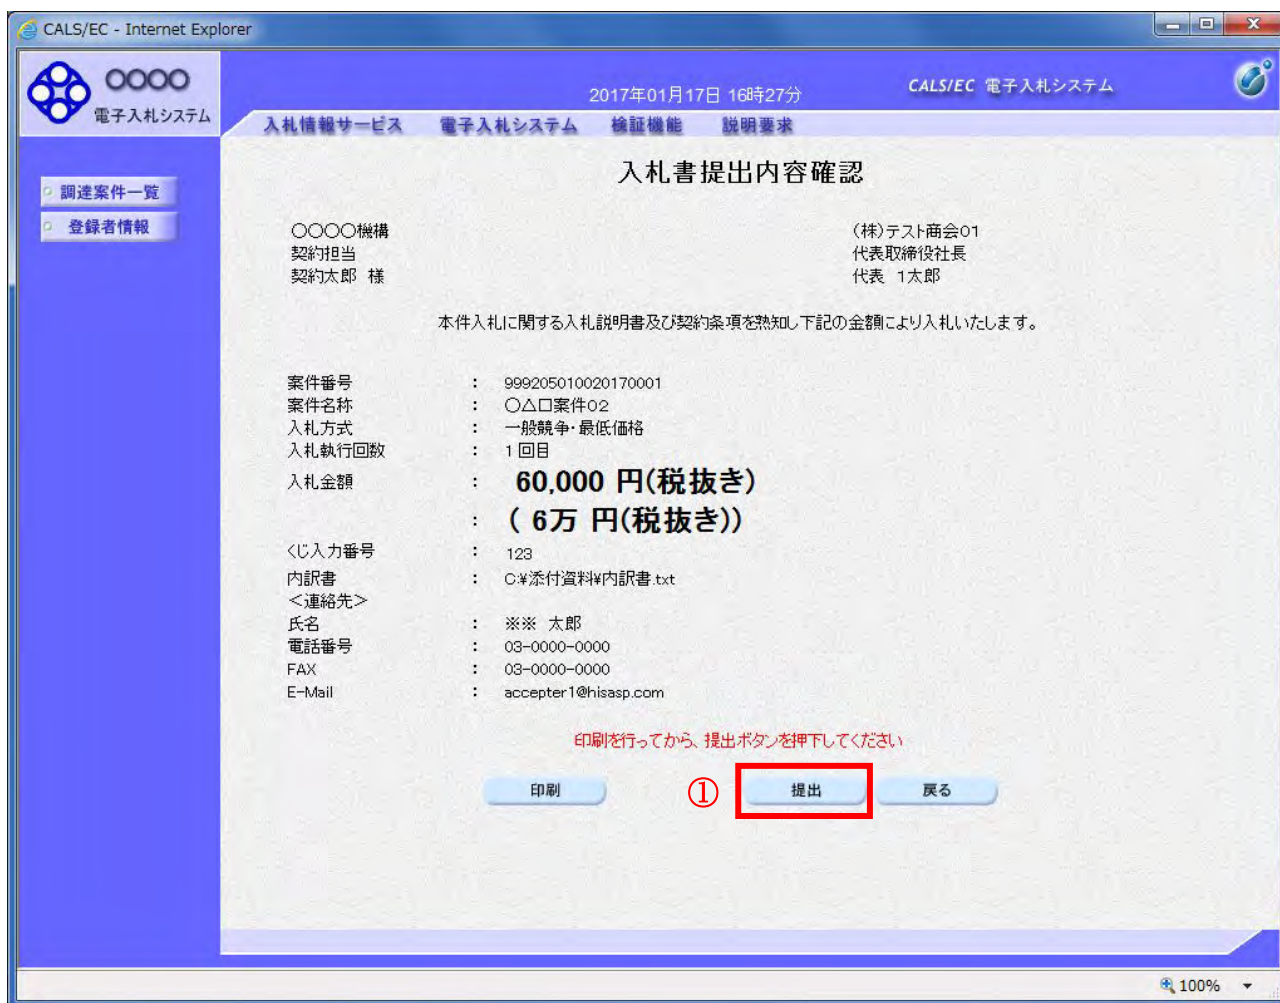 CALS/EC - Internet Explorer
○○○○
電子入札システム
2017年01月17日 16時27分
CALS/EC 電子入札システム
入札情報サービス 電子入札システム 検証機能 説明要求
調達案件一覧
登録者情報
入札書提出内容確認
○○○○機構
契約担当
契約太郎 様
(株)テスト商会01
代表取締役社長
代表 1太郎
本件入札に関する入札説明書及び契約条項を熟知し下記の金額により入札いたします。
案件番号 : 999205010020170001
案件名称 : ○△□案件02
入札方式 : 一般競争・最低価格
入札執行回数 : 1回目
入札金額 : 60,000 円(税抜き)
: ( 6万 円(税抜き))
くじ入力番号 : 123
内訳書 : C:¥添付資料¥内訳書.txt
<連絡先>
氏名 : ※※ 太郎
電話番号 : 03-0000-0000
FAX : 03-0000-0000
E-Mail : accepter1@hisasp.com
印刷を行ってから、提出ボタンを押下してください
印刷 ① 提出 戻る
100%